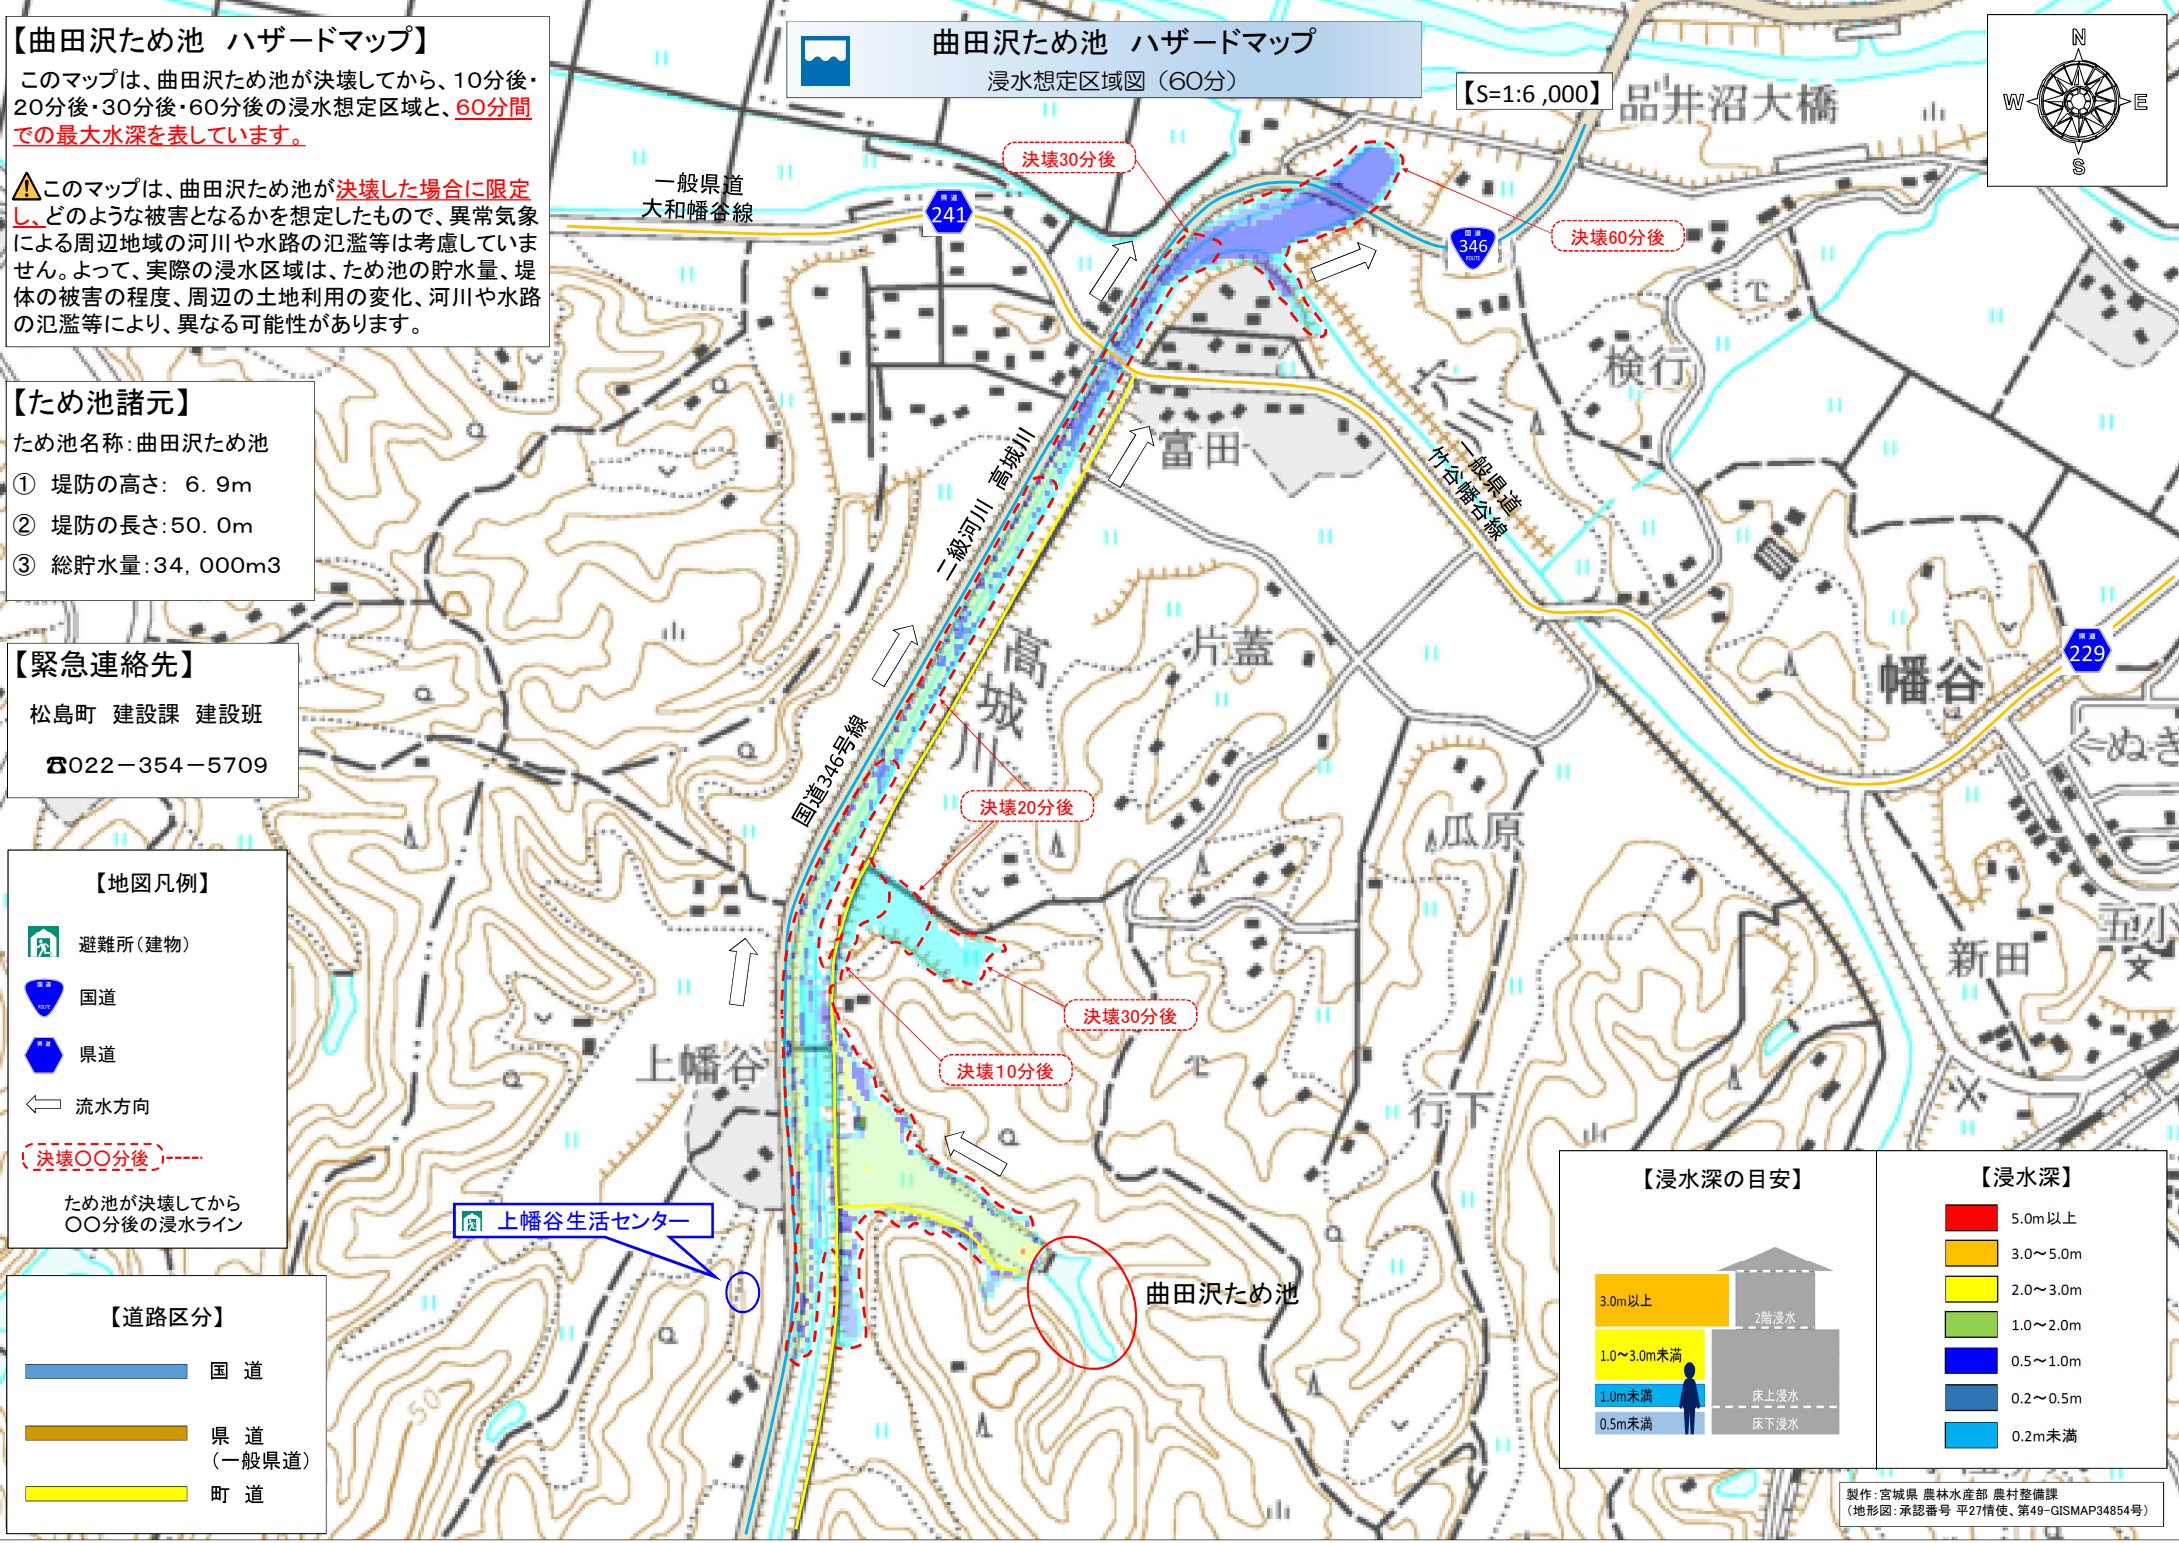 【曲田沢ため池 ハザードマップ】
このマップは、曲田沢ため池が決壊してから、10分後・
20分後・30分後・60分後の浸水想定区域と、60分間
での最大水深を表しています。
このマップは、曲田沢ため池が決壊した場合に限定
し、どのような被害となるかを想定したもので、異常気象
による周辺地域の河川や水路の氾濫等は考慮していま
せん。よって、実際の浸水区域は、ため池の貯水量、堤
体の被害の程度、周辺の土地利用の変化、河川や水路
の氾濫等により、異なる可能性があります。
曲田沢ため池 ハザードマップ
浸水想定区域図（60分）
【S=1:6 ,000】
品井沼大橋
N
W
E
S
決壊30分後
一般県道
大和幡谷線
県道
241
決壊60分後
国道
346
ROUTE
検行
【ため池諸元】
ため池名称：曲田沢ため池
① 堤防の高さ： 6. 9m
② 堤防の長さ：50. 0m
③ 総貯水量：34, 000m3
富田
二級河川 高城川
一般県道
竹谷幡谷線
高城川
片蓋
県道
229
幡谷
くぬぎ
【緊急連絡先】
松島町 建設課 建設班
☎022－354－5709
国道346号線
決壊20分後
瓜原
【地図凡例】
避難所（建物）
国道
ROUTE
国道
県道
県道
流水方向
決壊〇〇分後
ため池が決壊してから
〇〇分後の浸水ライン
新田
五小
決壊30分後
決壊10分後
上幡谷
行下
上幡谷生活センター
曲田沢ため池
50
【道路区分】
国 道
県 道
（一般県道）
町 道
【浸水深の目安】
3.0m以上
1.0～3.0m未満
1.0m未満
0.5m未満
2階浸水
床上浸水
床下浸水
【浸水深】
5.0m以上
3.0～5.0m
2.0～3.0m
1.0～2.0m
0.5～1.0m
0.2～0.5m
0.2m未満
製作：宮城県 農林水産部 農村整備課
（地形図：承認番号 平27情使、第49-GISMAP34854号）